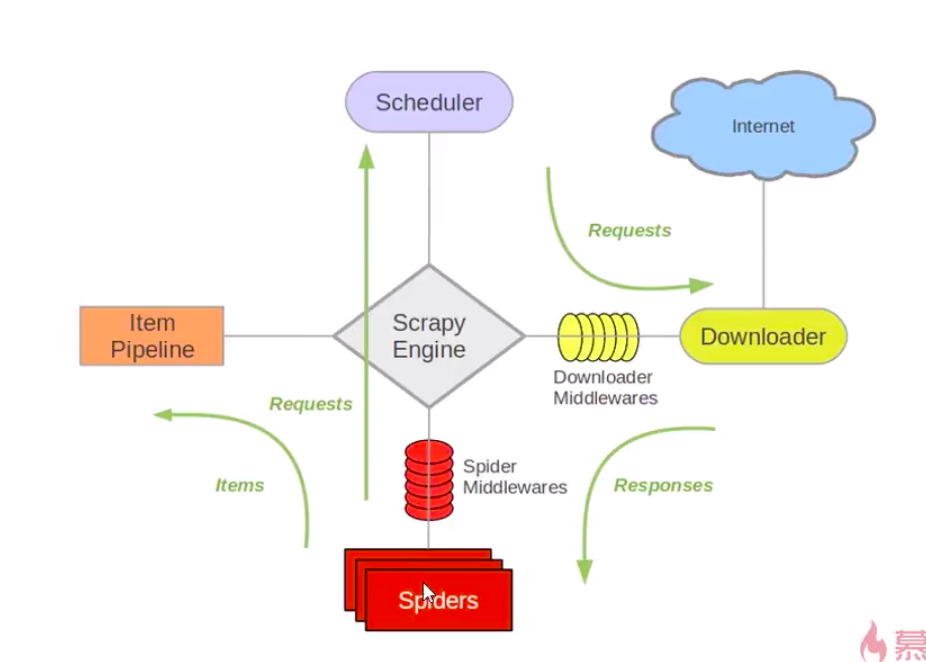 Scheduler
Internet
Requests
Item
Pipeline
Scrapy
Engine
Downloader
Downloader
Middlewares
Requests
Spider
Middlewares
Items
Responses
Spiders
慕